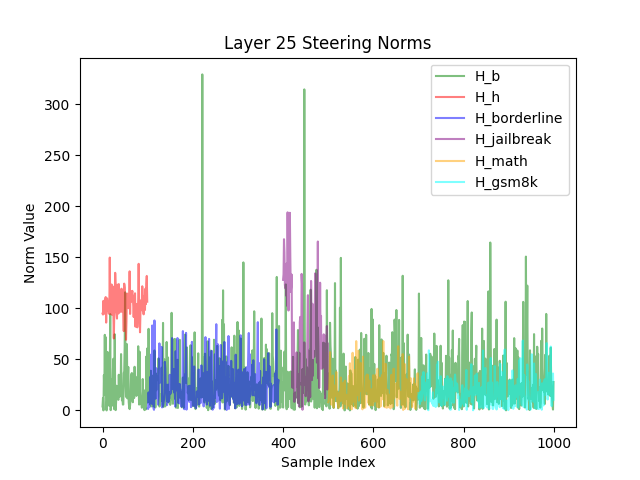 Layer 25 Steering Norms
H_b
H_h
H_borderline
H_jailbreak
H_math
H_gsm8k
Norm Value
300
250
200
150
100
50
0
0 200 400 600 800 1000
Sample Index